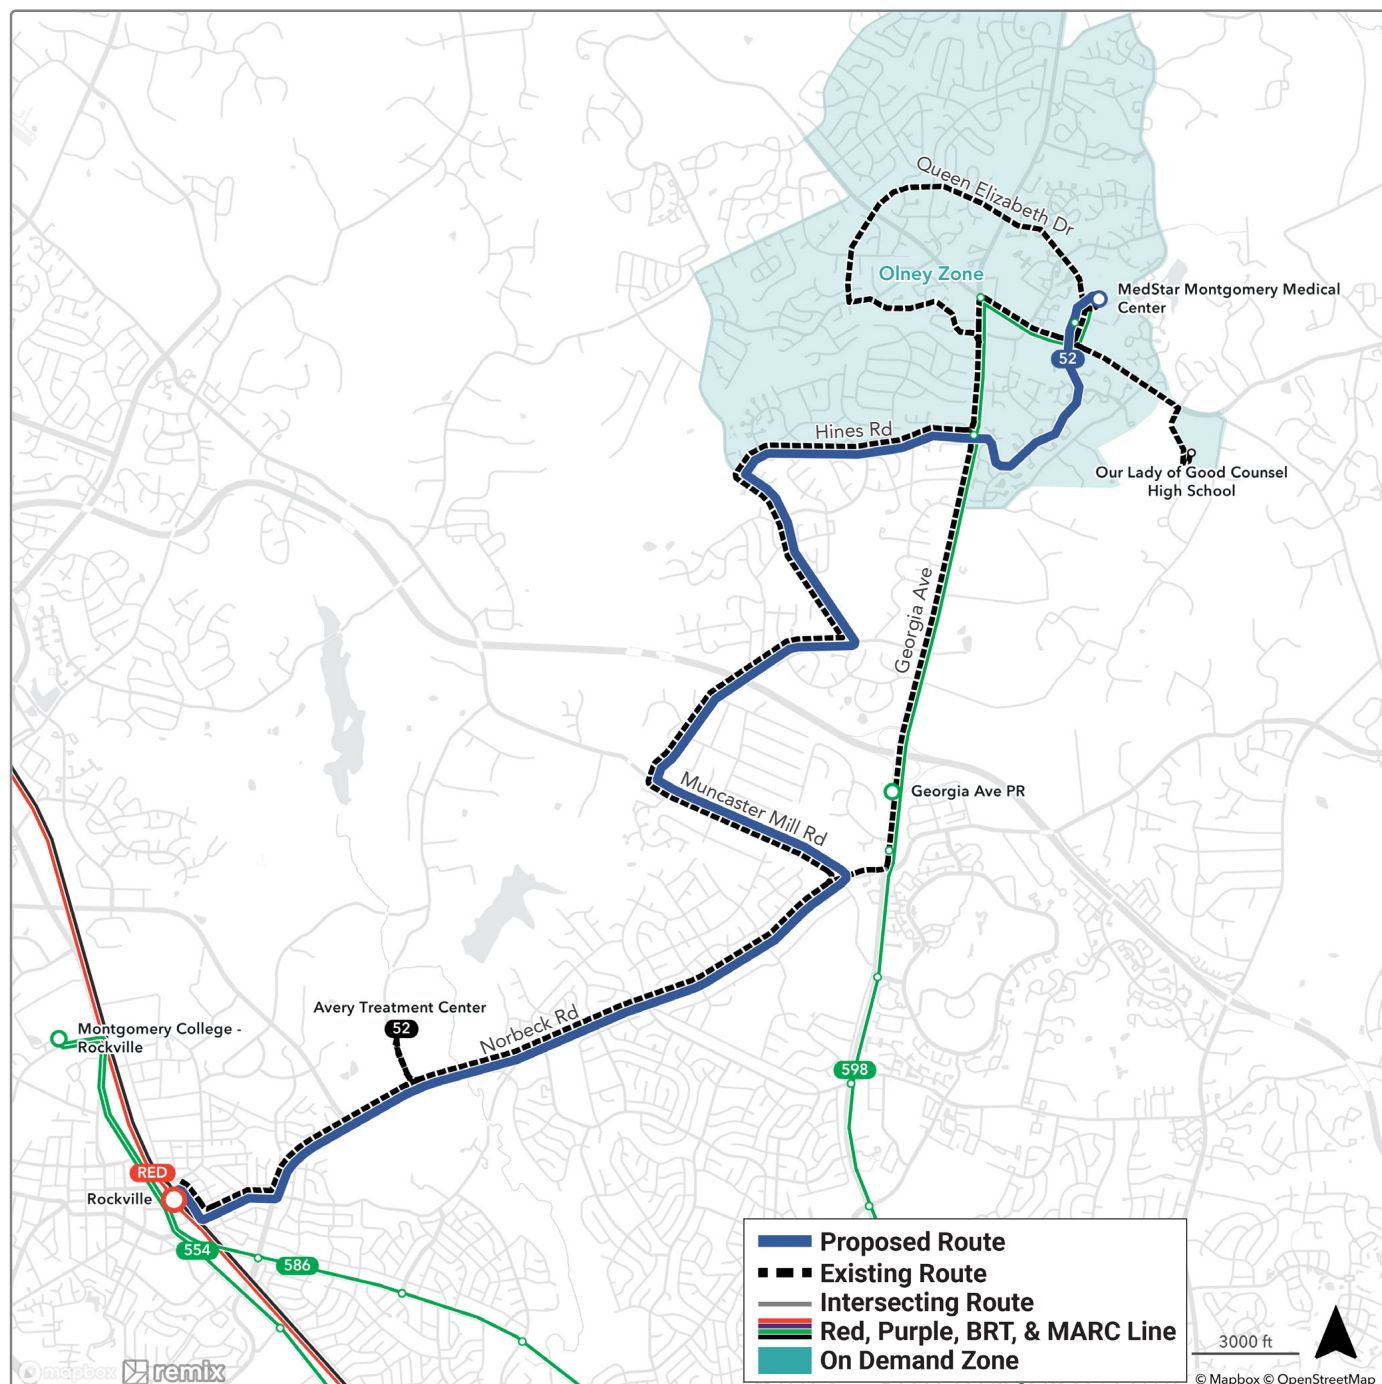 Queen Elizabeth Dr
Olney Zone
MedStar Montgomery Medical
Center
52
Hines Rd
Our Lady of Good Counsel
High School
Georgia Ave
Georgia Ave PR
Muncaster Mill Rd
Avery Treatment Center
52
Norbeck Rd
Montgomery College -
Rockville
598
RED
Rockville
554
586
Proposed Route
Existing Route
Intersecting Route
Red, Purple, BRT, & MARC Line
On Demand Zone
3000 ft
mapbox remix
© Mapbox © OpenStreetMap